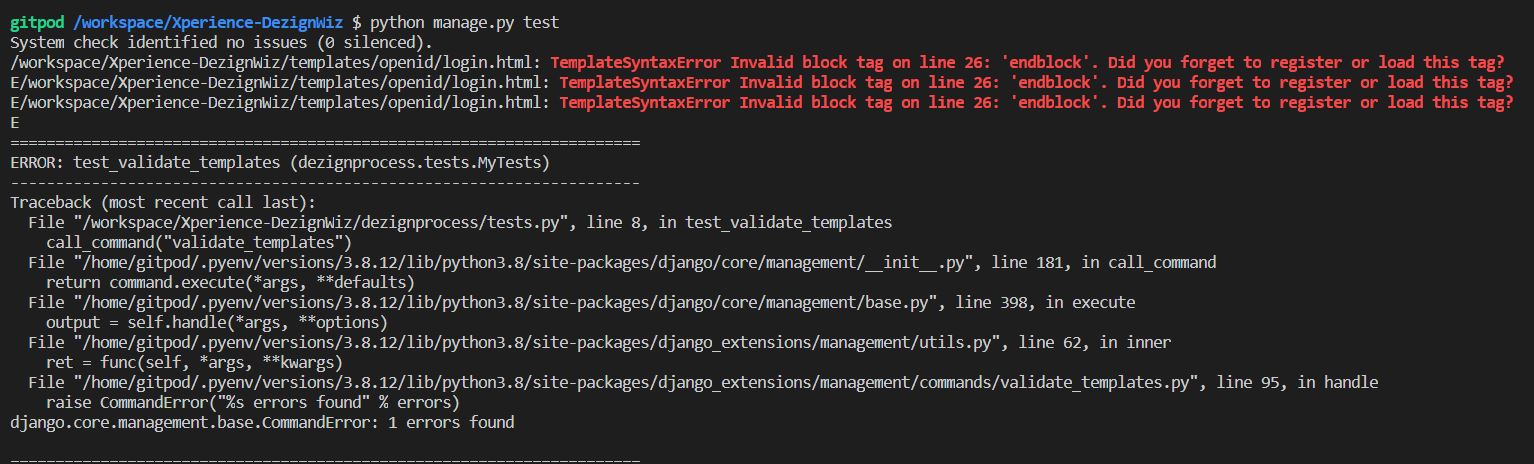 gitpod /workspace/Xperience-DezignWiz $ python manage.py test
System check identified no issues (0 silenced).
/workspace/Xperience-DezignWiz/templates/openid/login.html: TemplateSyntaxError Invalid block tag on line 26: 'endblock'. Did you forget to register or load this tag?
E/workspace/Xperience-DezignWiz/templates/openid/login.html: TemplateSyntaxError Invalid block tag on line 26: 'endblock'. Did you forget to register or load this tag?
E/workspace/Xperience-DezignWiz/templates/openid/login.html: TemplateSyntaxError Invalid block tag on line 26: 'endblock'. Did you forget to register or load this tag?
E
======================================================================
ERROR: test_validate_templates (dezignprocess.tests.MyTests)
----------------------------------------------------------------------
Traceback (most recent call last):
  File "/workspace/Xperience-DezignWiz/dezignprocess/tests.py", line 8, in test_validate_templates
    call_command("validate_templates")
  File "/home/gitpod/.pyenv/versions/3.8.12/lib/python3.8/site-packages/django/core/management/__init__.py", line 181, in call_command
    return command.execute(*args, **defaults)
  File "/home/gitpod/.pyenv/versions/3.8.12/lib/python3.8/site-packages/django/core/management/base.py", line 398, in execute
    output = self.handle(*args, **options)
  File "/home/gitpod/.pyenv/versions/3.8.12/lib/python3.8/site-packages/django_extensions/management/utils.py", line 62, in inner
    ret = func(self, *args, **kwargs)
  File "/home/gitpod/.pyenv/versions/3.8.12/lib/python3.8/site-packages/django_extensions/management/commands/validate_templates.py", line 95, in handle
    raise CommandError("%s errors found" % errors)
django.core.management.base.CommandError: 1 errors found

======================================================================